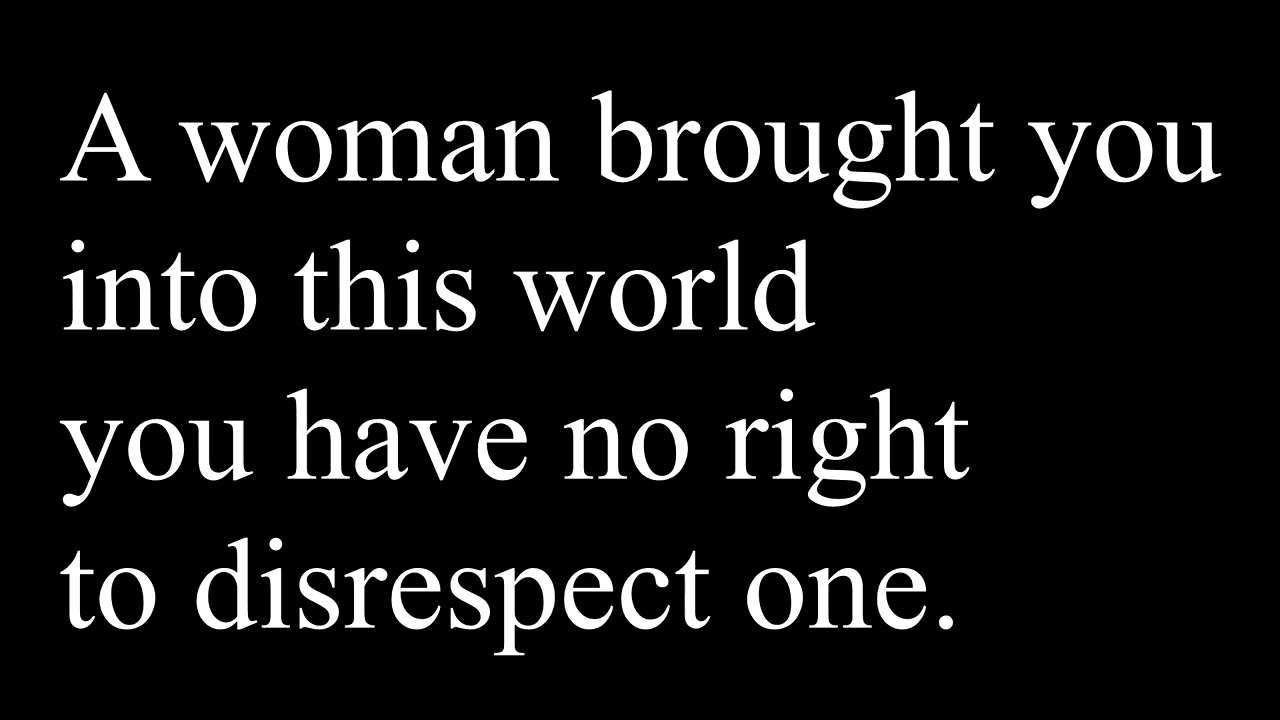 A woman brought you
into this world
you have no right
to disrespect one.